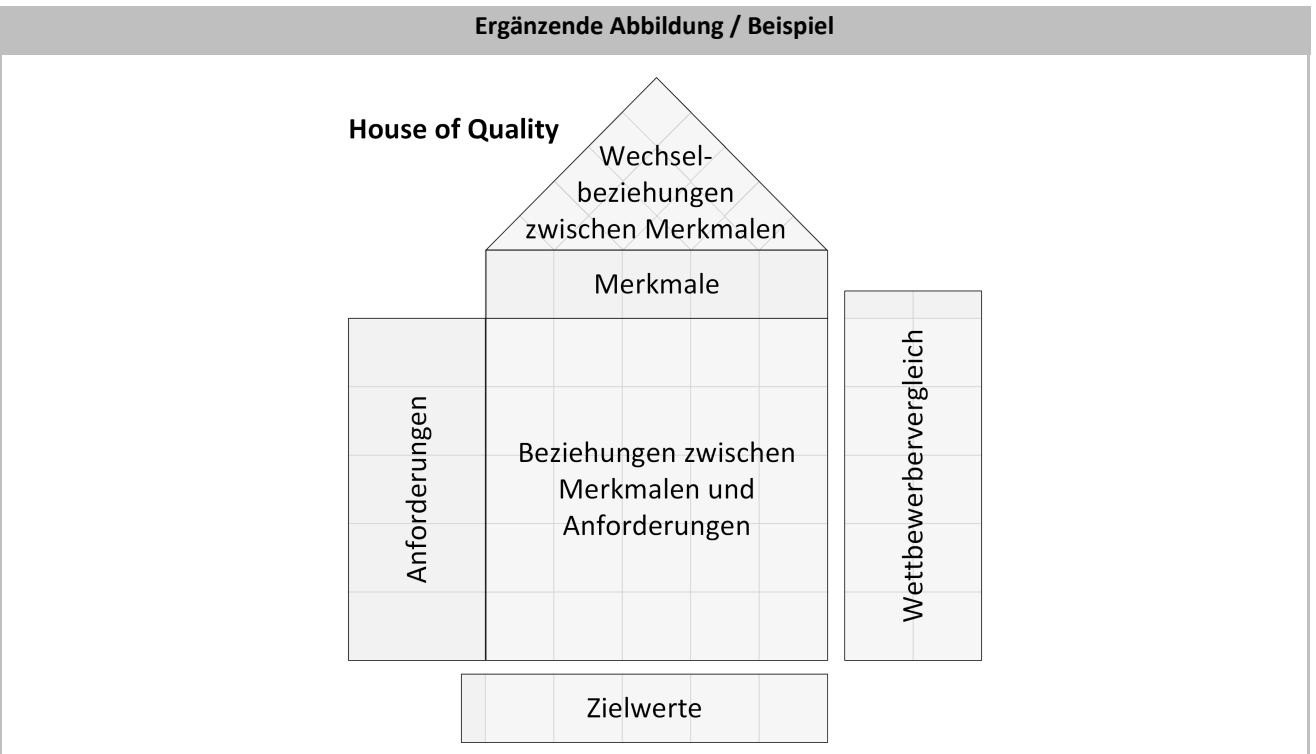 Ergänzende Abbildung / Beispiel
House of Quality
Wechsel-
beziehungen
zwischen Merkmalen
Merkmale
Anforderungen
Beziehungen zwischen
Merkmalen und
Anforderungen
Wettbewerbervergleich
Zielwerte